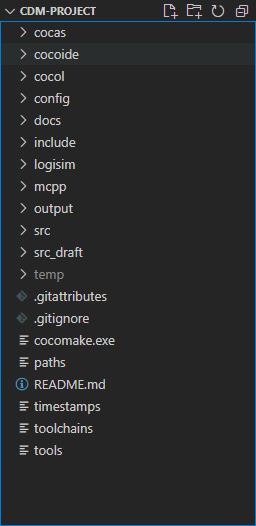 CDM-PROJECT
cocas
cocoide
cocol
config
docs
include
logisim
mcpp
output
src
src_draft
temp
.gitattributes
.gitignore
cocomake.exe
paths
README.md
timestamps
toolchains
tools